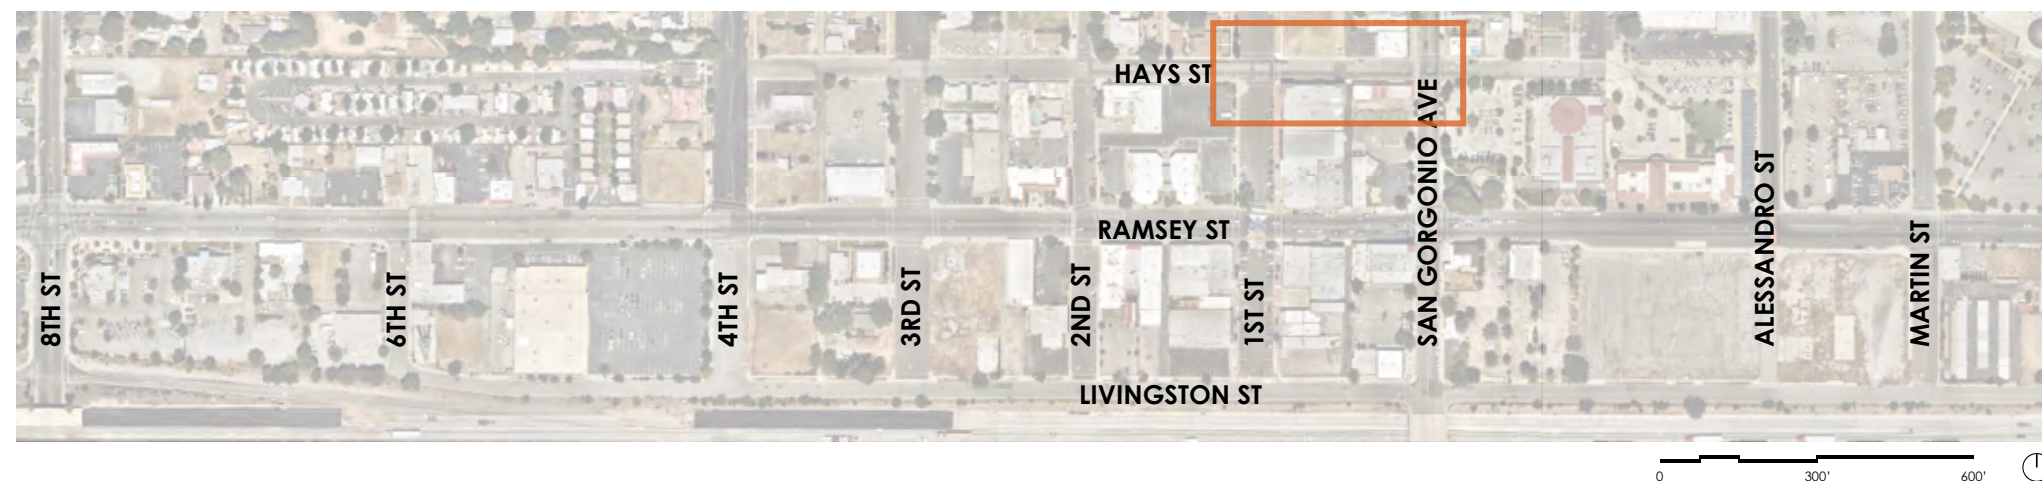 HAYS ST
RAMSEY ST
8TH ST
6TH ST
4TH ST
3RD ST
2ND ST
1ST ST
SAN GORGONIO AVE
ALESSANDRO ST
MARTIN ST
LIVINGSTON ST
0 300' 600'